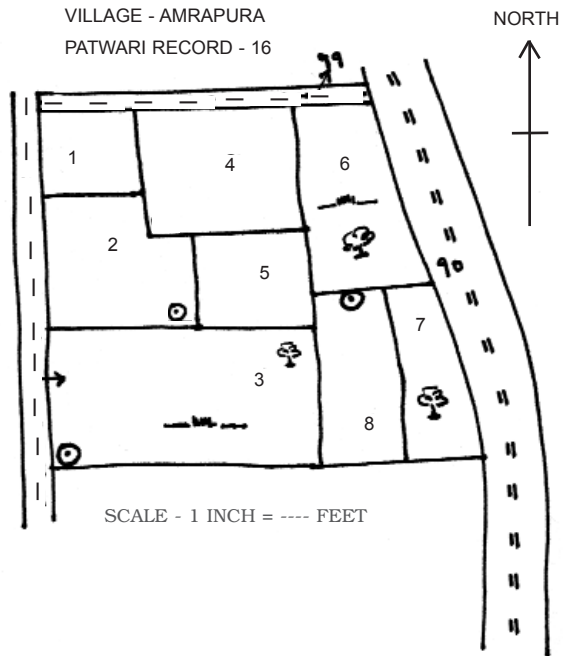 VILLAGE - AMRAPURA
PATWARI RECORD - 16
NORTH
1
4
6
2
5
90
7
3
8
SCALE - 1 INCH = ---- FEET